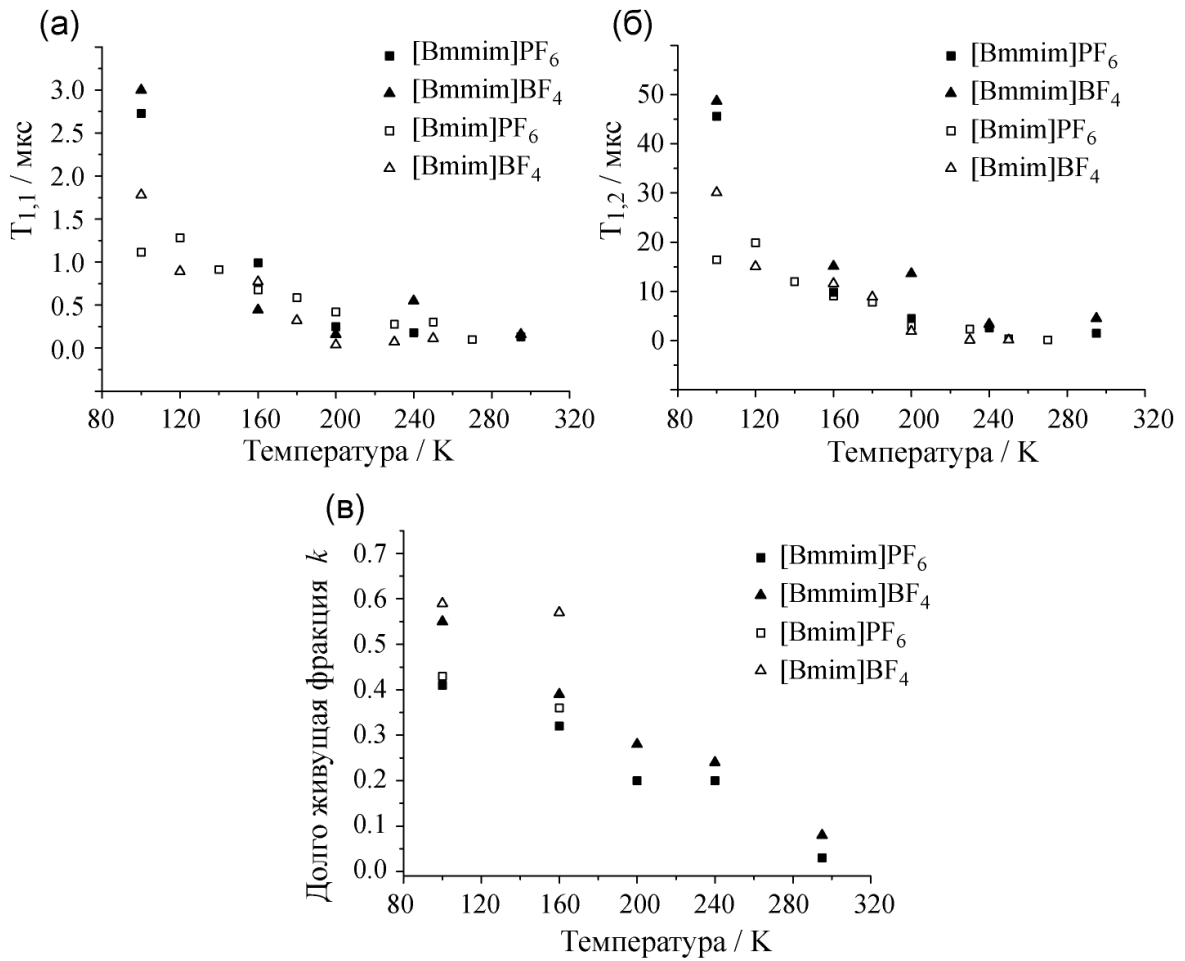 (а)
[Bmmim]PF₆
[Bmmim]BF₄
[Bmim]PF₆
[Bmim]BF₄
T₁,₁ / мкс
3.0
2.5
2.0
1.5
1.0
0.5
0.0
80 120 160 200 240 280 320
Температура / K
(б)
[Bmmim]PF₆
[Bmmim]BF₄
[Bmim]PF₆
[Bmim]BF₄
T₁,₂ / мкс
50
40
30
20
10
0
80 120 160 200 240 280 320
Температура / K
(в)
[Bmmim]PF₆
[Bmmim]BF₄
[Bmim]PF₆
[Bmim]BF₄
Долго живущая фракция k
0.7
0.6
0.5
0.4
0.3
0.2
0.1
0.0
80 120 160 200 240 280 320
Температура / K